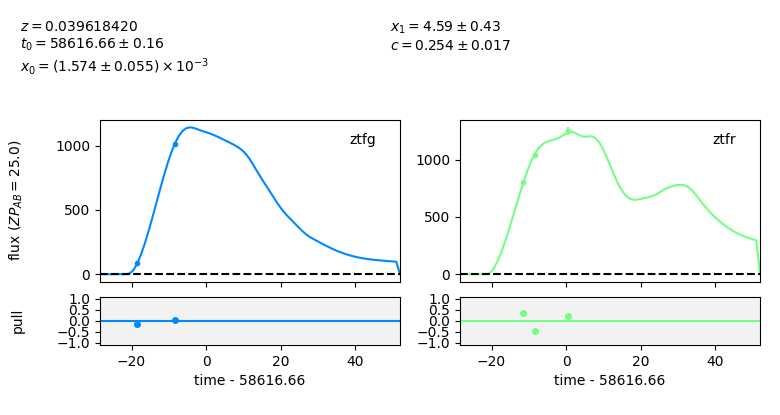 z = 0.039618420
t₀ = 58616.66 ± 0.16
x₀ = (1.574 ± 0.055) × 10⁻³
x₁ = 4.59 ± 0.43
c = 0.254 ± 0.017
flux (ZP_AB = 25.0)
1000
500
0
ztfg
1000
500
0
ztfr
pull
1.0
0.5
0.0
−0.5
−1.0
−20 0 20 40
time - 58616.66
1.0
0.5
0.0
−0.5
−1.0
−20 0 20 40
time - 58616.66